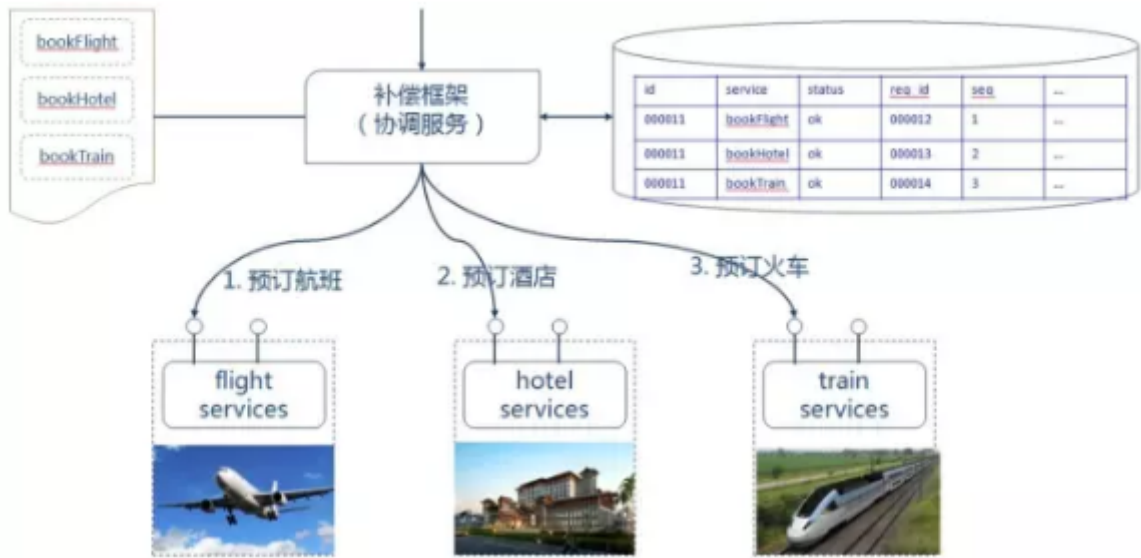 bookFlight
bookHotel
bookTrain
补偿框架
（协调服务）
id service status req_id seq ...
000011 bookFlight ok 000012 1 ...
000011 bookHotel ok 000013 2 ...
000011 bookTrain ok 000014 3 ...
1. 预订航班
2. 预订酒店
3. 预订火车
flight
services
hotel
services
train
services